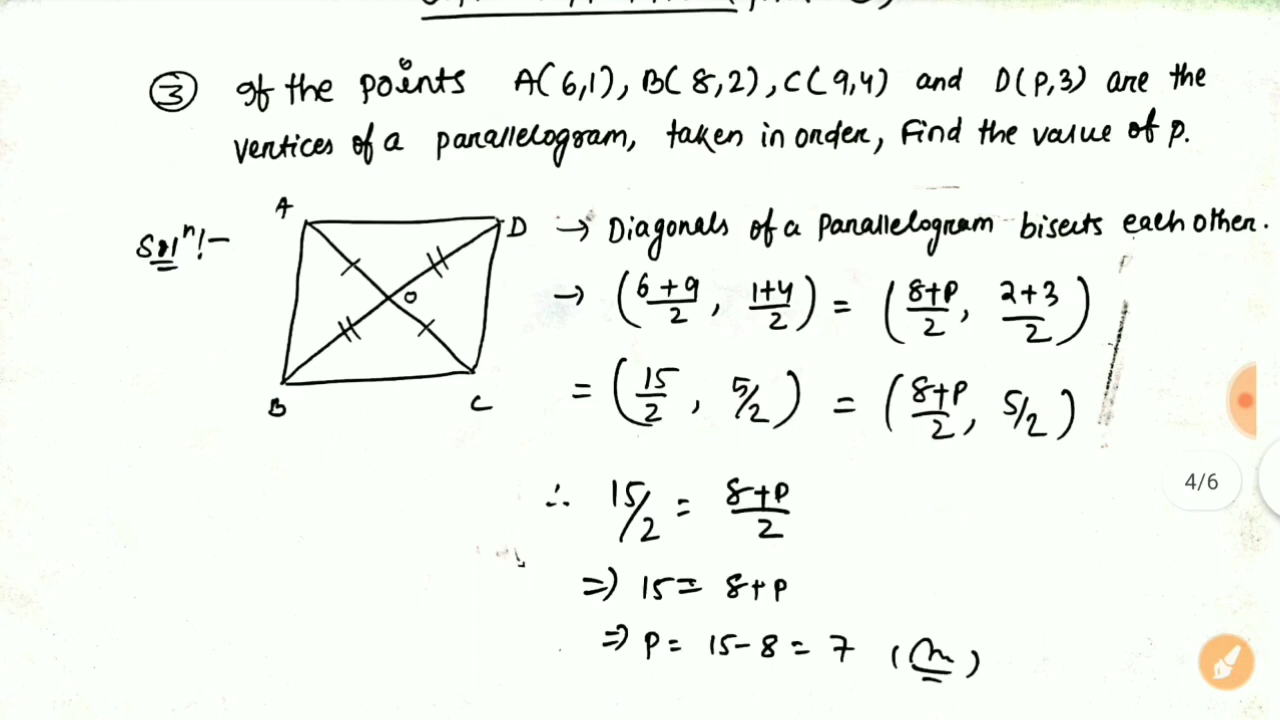 ③ If the points A(6,1), B(8,2), C(9,4) and D(P,3) are the
vertices of a parallelogram, taken in order, Find the value of p.
Solⁿ:-
A
D
→ Diagonals of a Parallelogram bisects each other.
O
→ (6+9/2, 1+4/2) = (8+P/2, 2+3/2)
B
C
= (15/2, 5/2) = (8+P/2, 5/2)
4/6
∴ 15/2 = 8+P/2
=> 15 = 8+P
=> P = 15-8 = 7